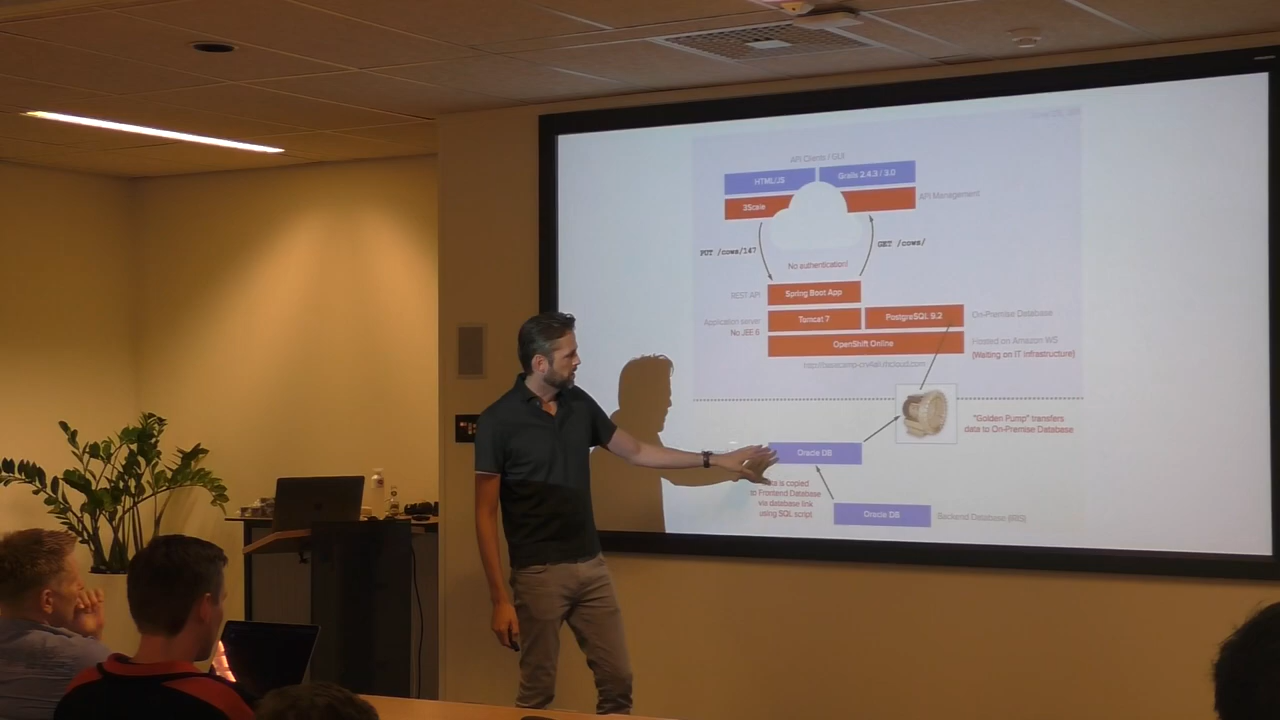 API Clients / GUI
HTML/JS
Grails 2.4.3 / 3.0
3Scale
API Management
PUT /cows/147
GET /cows/
No authentication!
REST API
Spring Boot App
Application server
No JEE 6
Tomcat 7
PostgreSQL 9.2
On-Premise Database
OpenShift Online
Hosted on Amazon WS
(Waiting on IT infrastructure)
"Golden Pump" transfers
data to On-Premise Database
Oracle DB
is copied
to Frontend Database
via database link
using SQL script
Oracle DB
Backend Database (IRIS)